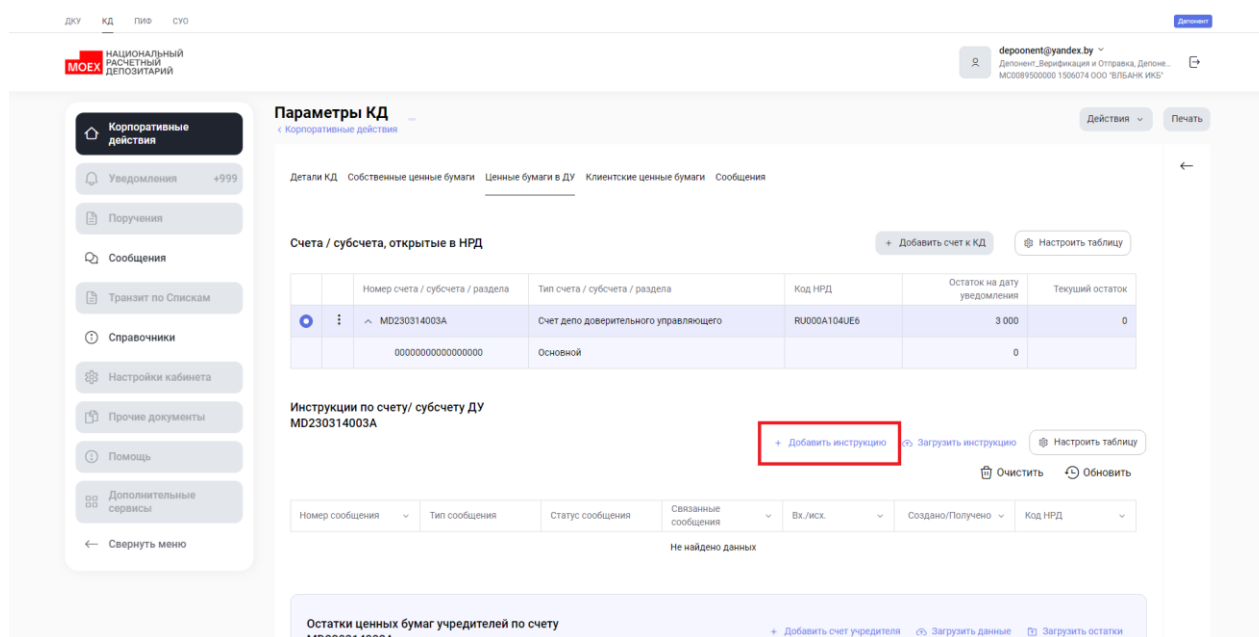 ДКУ КД ПИФ СУО
Депонент
MOEX НАЦИОНАЛЬНЫЙ
РАСЧЕТНЫЙ
ДЕПОЗИТАРИЙ
depoonent@yandex.by
Депонент_Верификация и Отправка, Депоне...
MC0089500000 1506074 ООО "ВЛБАНК ИКБ"
Корпоративные
действия
Уведомления +999
Поручения
Сообщения
Транзит по Спискам
Справочники
Настройки кабинета
Прочие документы
Помощь
Дополнительные
сервисы
Свернуть меню
Параметры КД
Корпоративные действия
Действия
Печать
Детали КД Собственные ценные бумаги Ценные бумаги в ДУ Клиентские ценные бумаги Сообщения
Счета / субсчета, открытые в НРД
+ Добавить счет к КД
Настроить таблицу
Номер счета / субсчета / раздела Тип счета / субсчета / раздела Код НРД Остаток на дату
уведомления Текущий остаток
MD230314003A Счет депо доверительного управляющего RU000A104UE6 3 000 0
00000000000000000 Основной 0
Инструкции по счету/ субсчету ДУ
MD230314003A
+ Добавить инструкцию Загрузить инструкцию Настроить таблицу
Очистить Обновить
Номер сообщения Тип сообщения Статус сообщения Связанные
сообщения Вх./исх. Создано/Получено Код НРД
Не найдено данных
Остатки ценных бумаг учредителей по счету
+ Добавить счет учредителя Загрузить данные Загрузить остатки